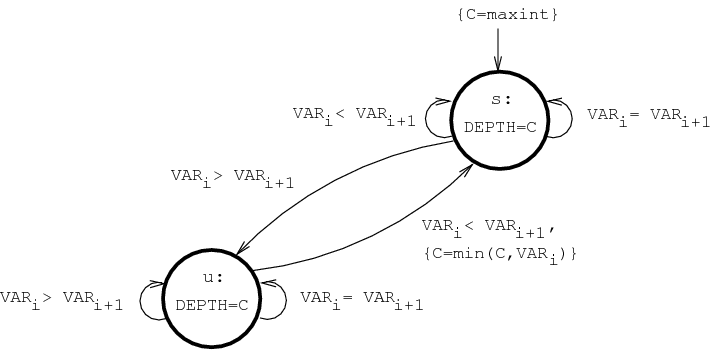 {C=maxint}
s:
VARi< VARi+1
DEPTH=C
VARi= VARi+1
VARi> VARi+1
VARi< VARi+1,
{C=min(C,VARi)}
u:
VARi> VARi+1
DEPTH=C
VARi= VARi+1